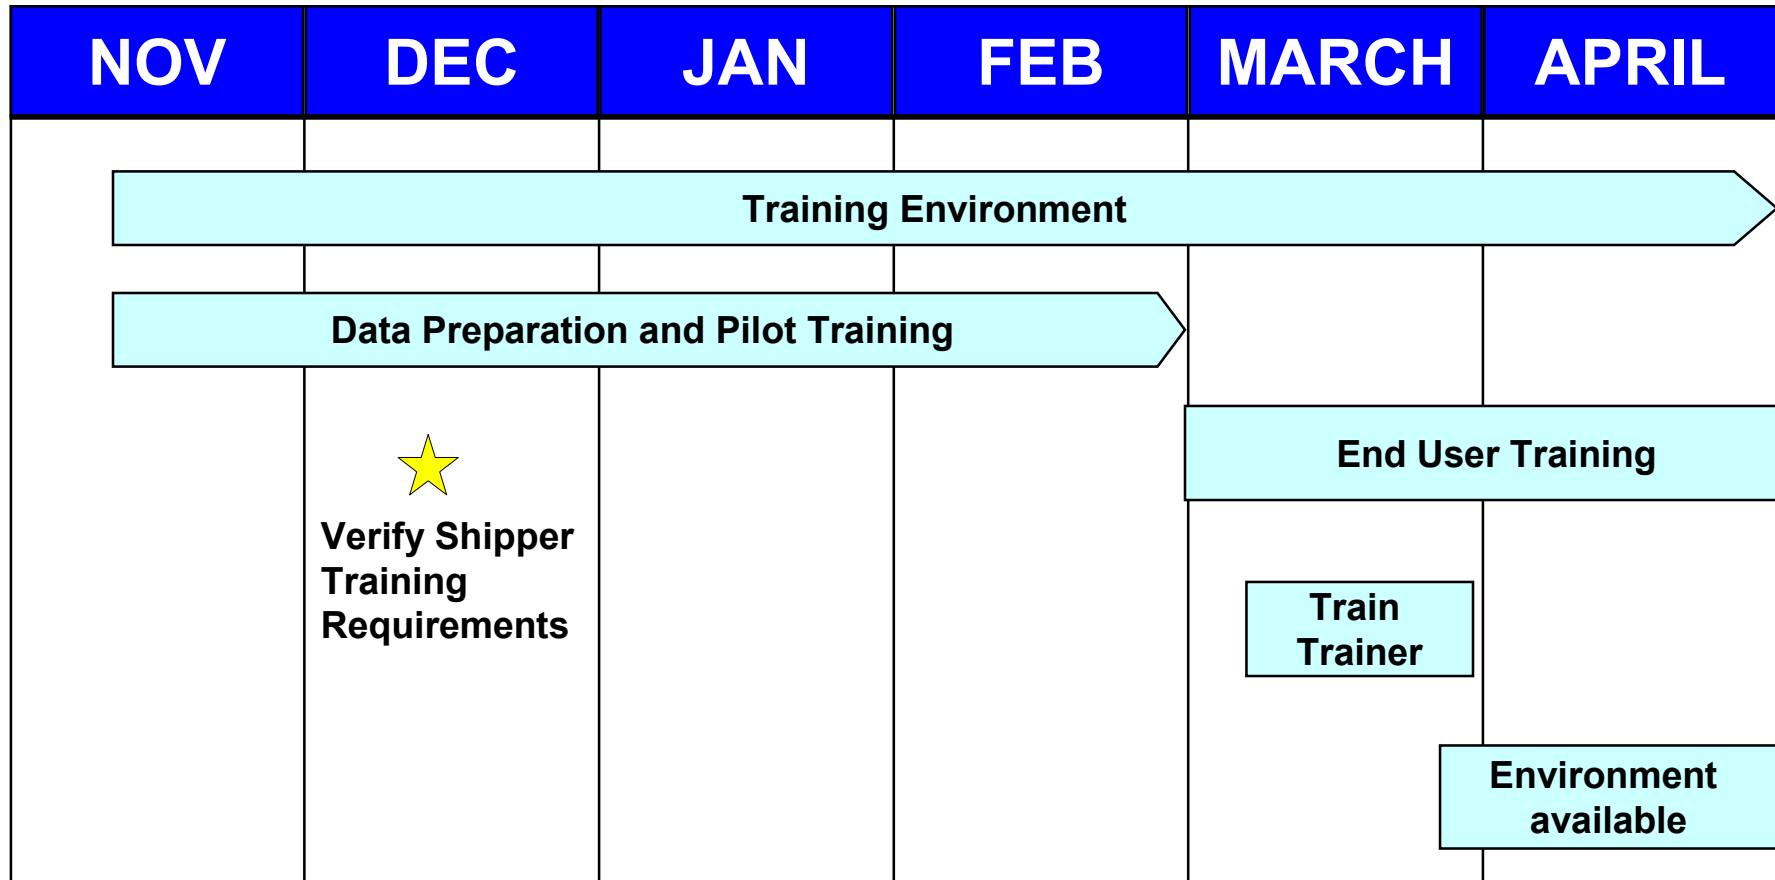 NOV DEC JAN FEB MARCH APRIL
Training Environment
Data Preparation and Pilot Training
End User Training
Verify Shipper
Training
Requirements
Train
Trainer
Environment
available